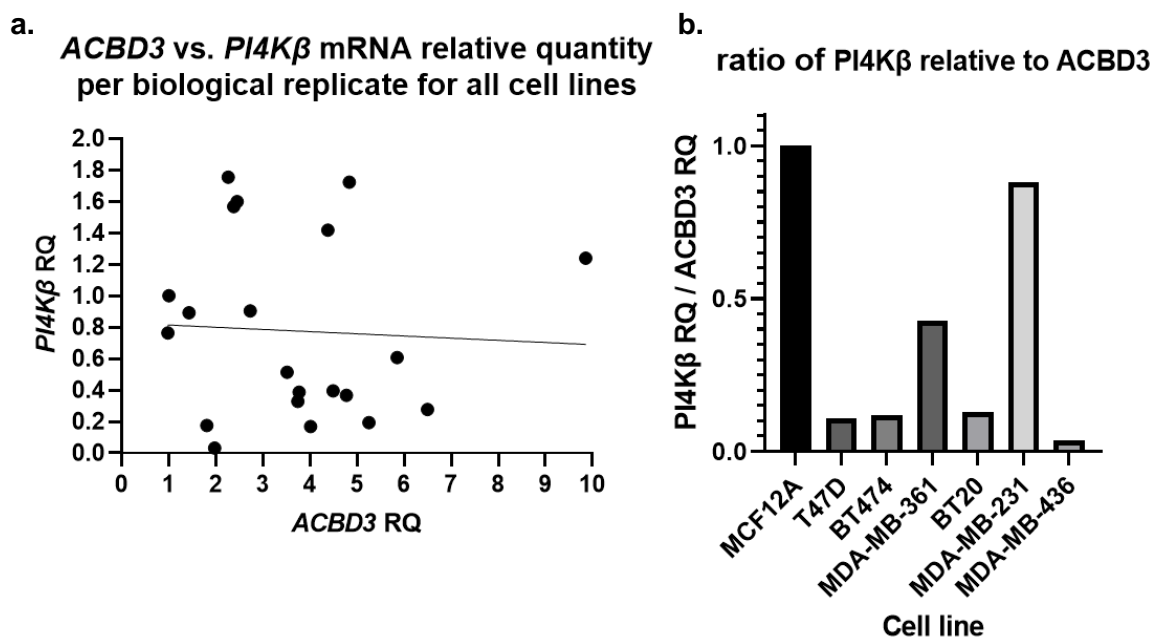 a.
ACBD3 vs. PI4Kβ mRNA relative quantity
per biological replicate for all cell lines
PI4Kβ RQ
2.0
1.8
1.6
1.4
1.2
1.0
0.8
0.6
0.4
0.2
0.0
0 1 2 3 4 5 6 7 8 9 10
ACBD3 RQ
b.
ratio of PI4Kβ relative to ACBD3
PI4Kβ RQ / ACBD3 RQ
1.0
0.5
0.0
MCF12A
T47D
BT474
MDA-MB-361
BT20
MDA-MB-231
MDA-MB-436
Cell line